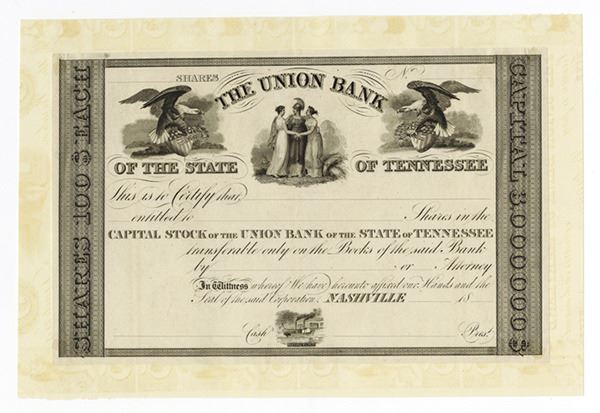 SHARES
Nº
THE UNION BANK
OF THE STATE OF TENNESSEE
This is to Certify that,
entitled to Shares in the
CAPITAL STOCK OF THE UNION BANK OF THE STATE OF TENNESSEE
transferable only on the Books of the said Bank
by or Attorney
In Witness whereof We have hereunto affixed our Hands and the
Seal of the said Corporation. NASHVILLE 18
Cash. Prest.
SHARES 100 $ EACH
CAPITAL 3000000 $